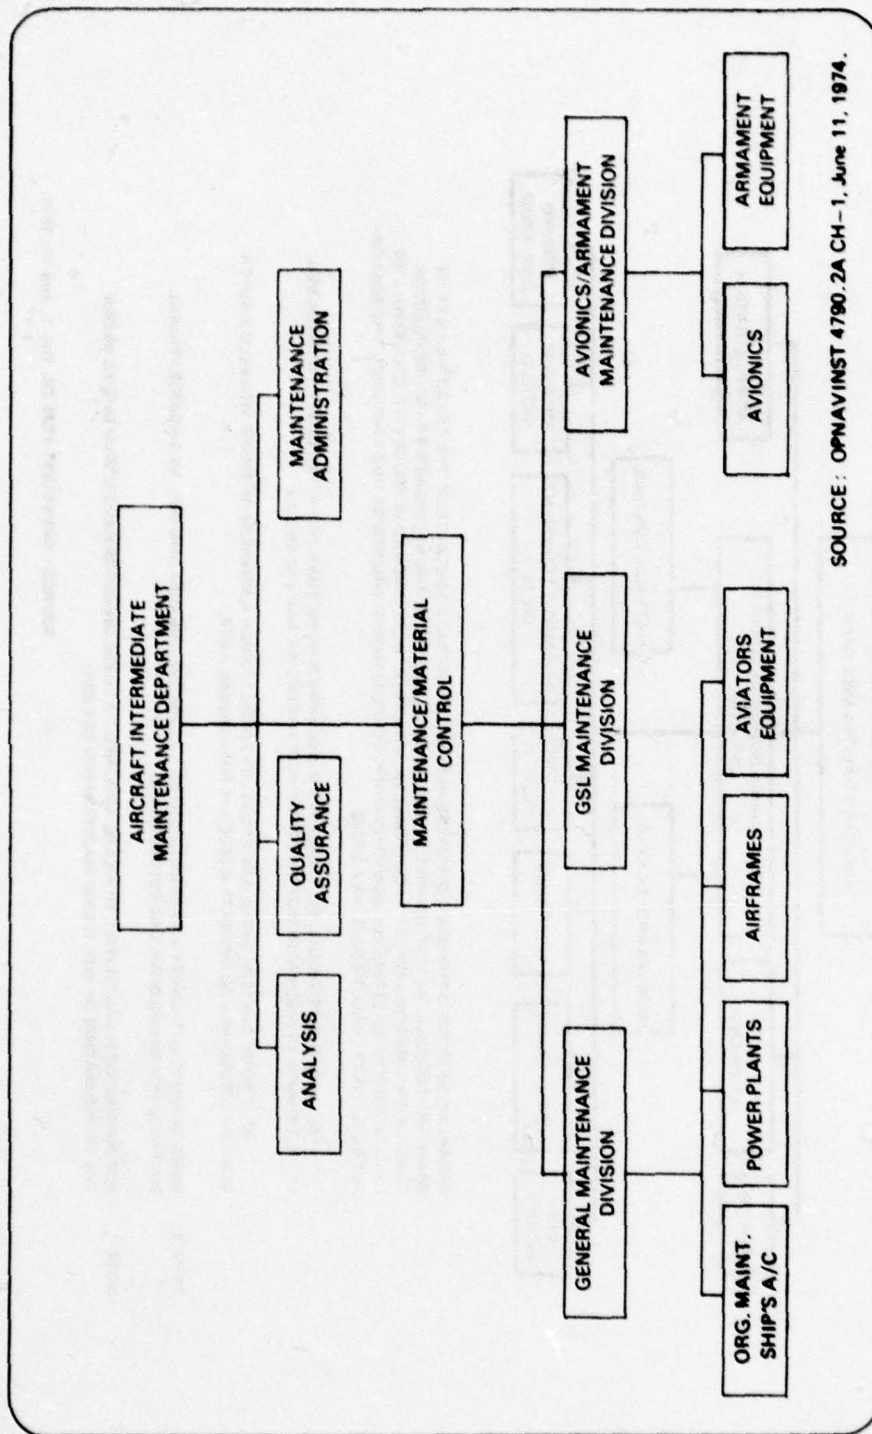 AIRCRAFT INTERMEDIATE
MAINTENANCE DEPARTMENT
ANALYSIS
QUALITY
ASSURANCE
MAINTENANCE
ADMINISTRATION
MAINTENANCE/MATERIAL
CONTROL
GENERAL MAINTENANCE
DIVISION
GSL MAINTENANCE
DIVISION
AVIONICS/ARMAMENT
MAINTENANCE DIVISION
ORG. MAINT.
SHIP'S A/C
POWER PLANTS
AIRFRAMES
AVIATORS
EQUIPMENT
AVIONICS
ARMAMENT
EQUIPMENT
SOURCE: OPNAVINST 4790.2A CH-1, June 11, 1974.